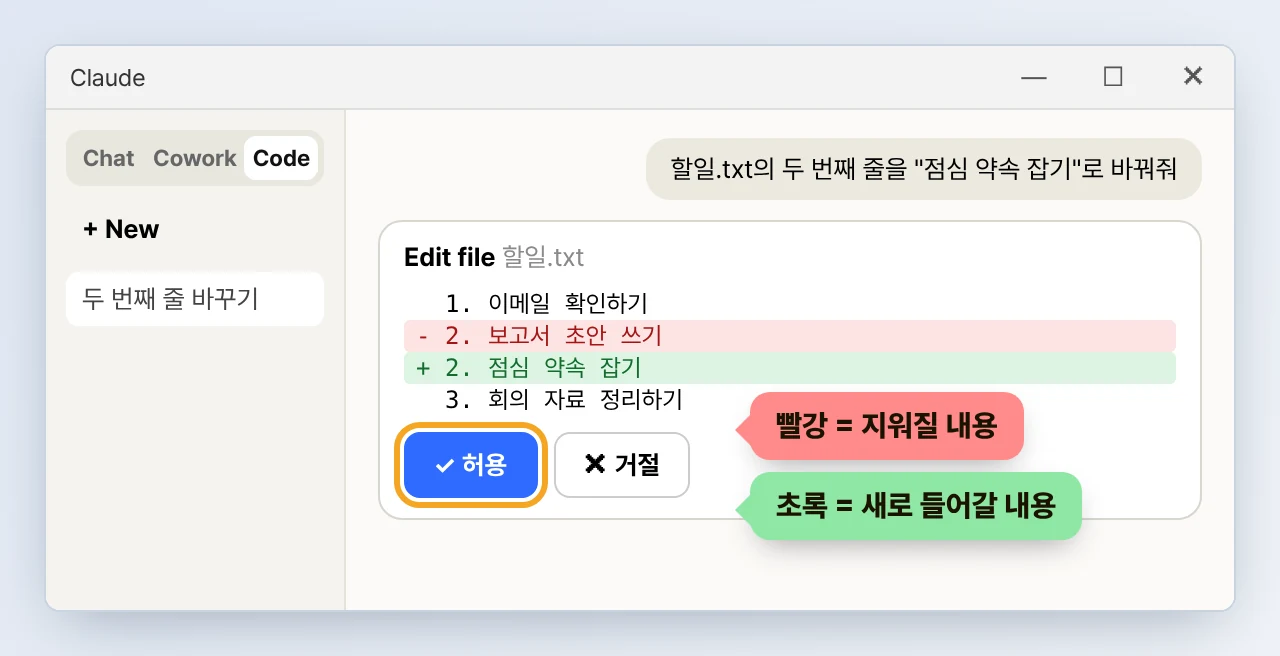 Claude
Chat Cowork Code
+ New
두 번째 줄 바꾸기
할일.txt의 두 번째 줄을 "점심 약속 잡기"로 바꿔줘
Edit file 할일.txt
1. 이메일 확인하기
- 2. 보고서 초안 쓰기
+ 2. 점심 약속 잡기
3. 회의 자료 정리하기
빨강 = 지워질 내용
✓ 허용 ✕ 거절
초록 = 새로 들어갈 내용